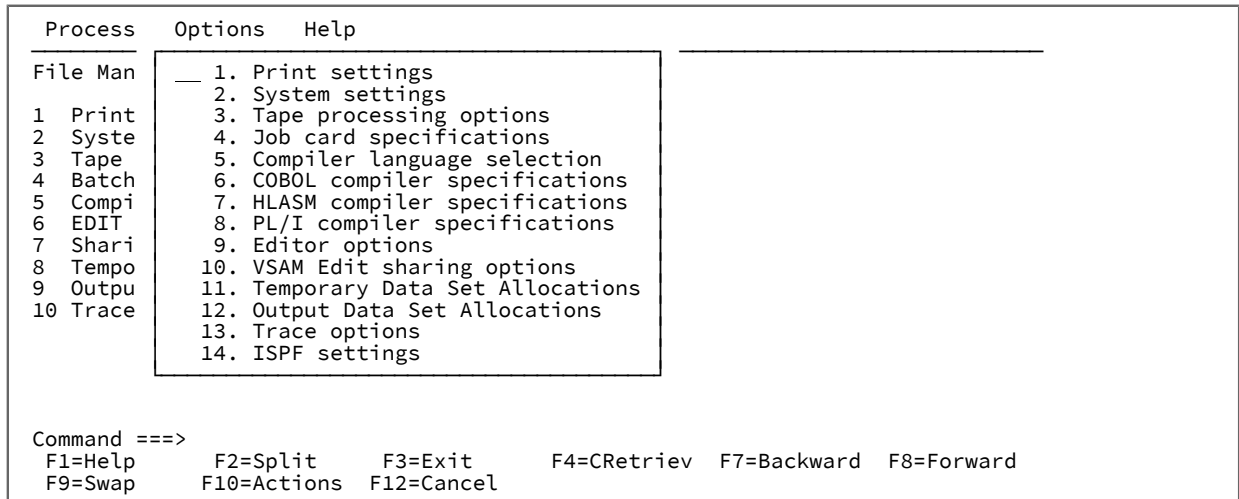 Process   Options   Help
File Man   __ 1. Print settings
2. System settings
1  Print   3. Tape processing options
2  Syste   4. Job card specifications
3  Tape   5. Compiler language selection
4  Batch   6. COBOL compiler specifications
5  Compi   7. HLASM compiler specifications
6  EDIT   8. PL/I compiler specifications
7  Shari   9. Editor options
8  Tempo   10. VSAM Edit sharing options
9  Outpu   11. Temporary Data Set Allocations
10 Trace   12. Output Data Set Allocations
13. Trace options
14. ISPF settings
Command ===>
F1=Help   F2=Split   F3=Exit   F4=CRetriev   F7=Backward   F8=Forward
F9=Swap   F10=Actions   F12=Cancel